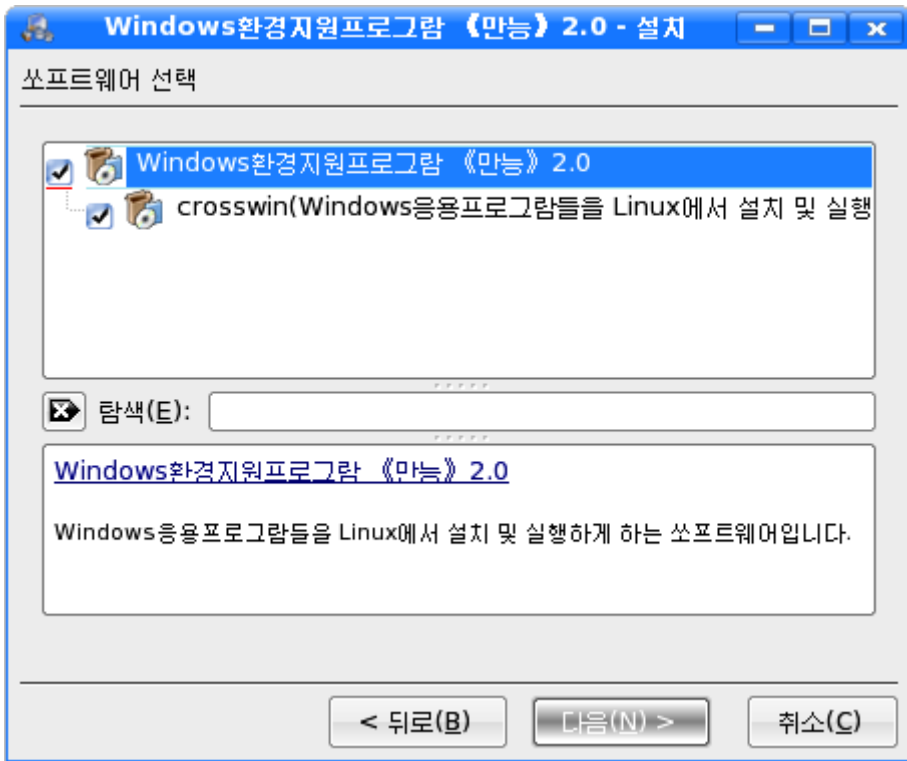 Windows환경지원프로그람 《만능》 2.0 - 설치
쏘프트웨어 선택
Windows환경지원프로그람 《만능》 2.0
crosswin(Windows응용프로그람들을 Linux에서 설치 및 실행
탐색(E):
Windows환경지원프로그람 《만능》 2.0
Windows응용프로그람들을 Linux에서 설치 및 실행하게 하는 쏘프트웨어입니다.
< 뒤로(B) 다음(N) > 취소(C)